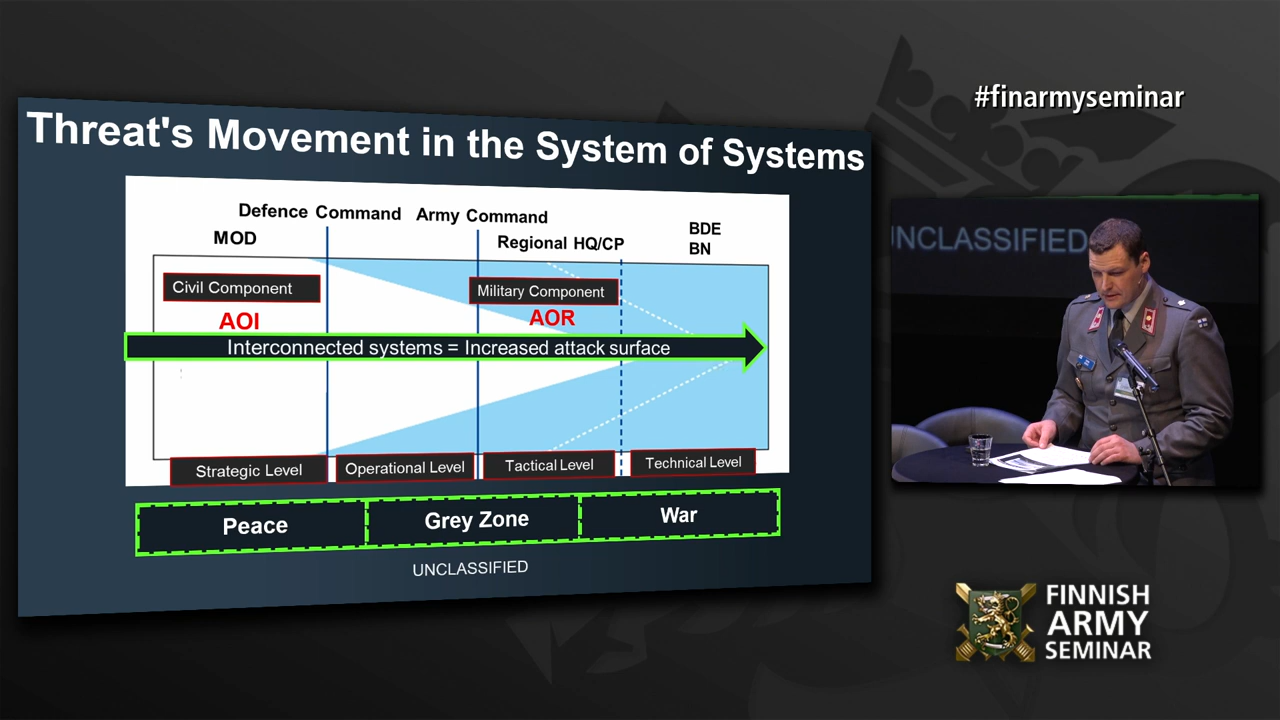 #finarmyseminar
Threat's Movement in the System of Systems
Defence Command
Army Command
MOD
Regional HQ/CP
BDE
BN
Civil Component
Military Component
AOI
AOR
Interconnected systems = Increased attack surface
Strategic Level
Operational Level
Tactical Level
Technical Level
Peace
Grey Zone
War
UNCLASSIFIED
UNCLASSIFIED
FINNISH
ARMY
SEMINAR